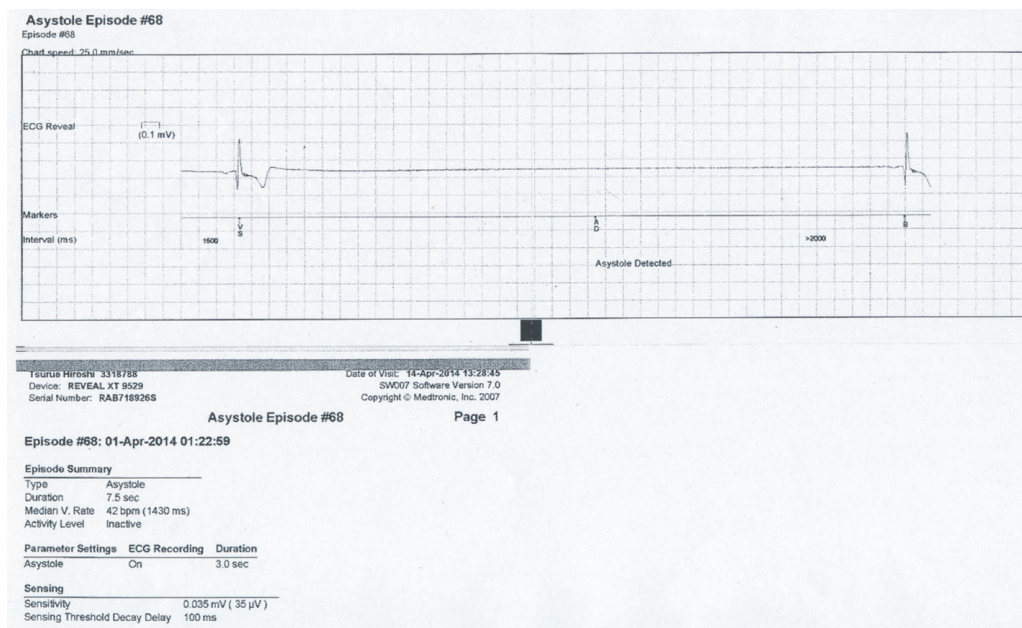 Asystole Episode #68
Episode #68
Chart speed: 25.0 mm/sec
ECG Reveal
(0.1 mV)
Markers
V
S
A
D
B
Interval (ms)
1500
>2000
Asystole Detected
Tsurue Hiroshi 3318788
Date of Visit: 14-Apr-2014 13:28:45
Device: REVEAL XT 9529
SW007 Software Version 7.0
Serial Number: RAB718926S
Copyright © Medtronic, Inc. 2007
Asystole Episode #68
Page 1
Episode #68: 01-Apr-2014 01:22:59
Episode Summary
Type Asystole
Duration 7.5 sec
Median V. Rate 42 bpm (1430 ms)
Activity Level Inactive
Parameter Settings ECG Recording Duration
Asystole On 3.0 sec
Sensing
Sensitivity 0.035 mV ( 35 µV )
Sensing Threshold Decay Delay 100 ms